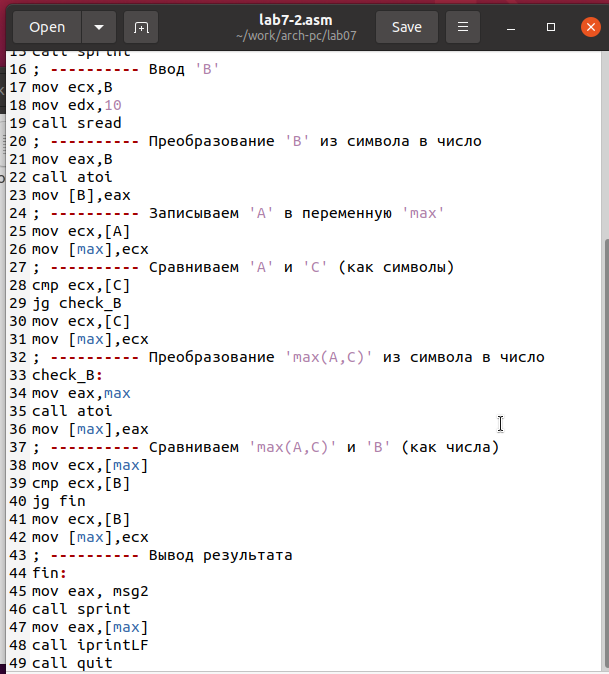 Open
lab7-2.asm
~/work/arch-pc/lab07
Save
15 call sprint
16 ; ---------- Ввод 'B'
17 mov ecx,B
18 mov edx,10
19 call sread
20 ; ---------- Преобразование 'B' из символа в число
21 mov eax,B
22 call atoi
23 mov [B],eax
24 ; ---------- Записываем 'A' в переменную 'max'
25 mov ecx,[A]
26 mov [max],ecx
27 ; ---------- Сравниваем 'A' и 'C' (как символы)
28 cmp ecx,[C]
29 jg check_B
30 mov ecx,[C]
31 mov [max],ecx
32 ; ---------- Преобразование 'max(A,C)' из символа в число
33 check_B:
34 mov eax,max
35 call atoi
36 mov [max],eax
37 ; ---------- Сравниваем 'max(A,C)' и 'B' (как числа)
38 mov ecx,[max]
39 cmp ecx,[B]
40 jg fin
41 mov ecx,[B]
42 mov [max],ecx
43 ; ---------- Вывод результата
44 fin:
45 mov eax, msg2
46 call sprint
47 mov eax,[max]
48 call iprintLF
49 call quit